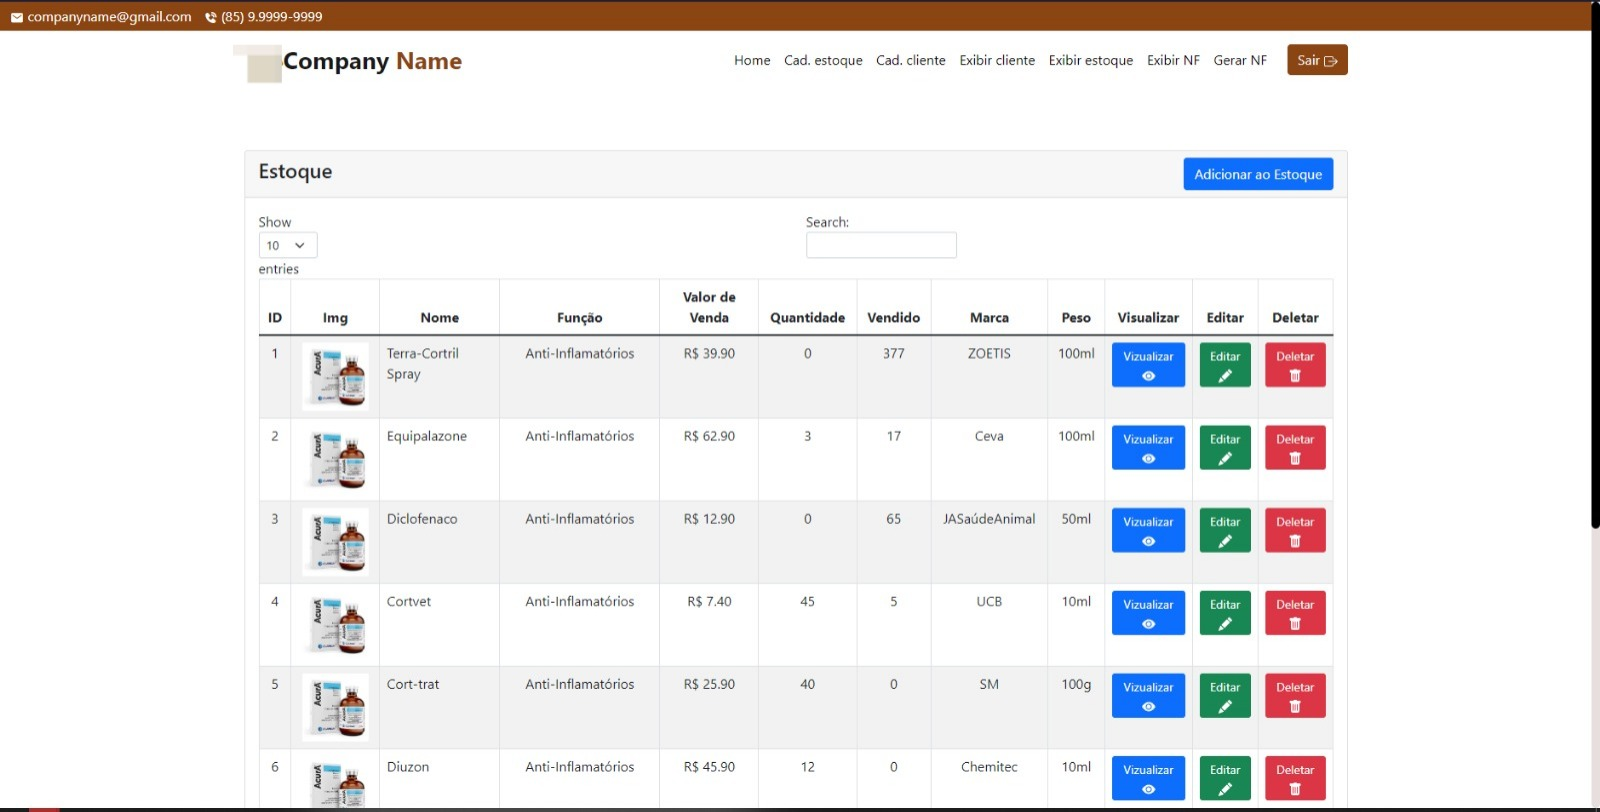 companyname@gmail.com (85) 9.9999-9999
Company Name
Home Cad. estoque Cad. cliente Exibir cliente Exibir estoque Exibir NF Gerar NF Sair
Estoque Adicionar ao Estoque
Show Search:
10
entries
ID Img Nome Função Valor de Venda Quantidade Vendido Marca Peso Visualizar Editar Deletar
1 AcurA Terra-Cortril Spray Anti-Inflamatórios R$ 39.90 0 377 ZOETIS 100ml Vizualizar Editar Deletar
2 AcurA Equipalazone Anti-Inflamatórios R$ 62.90 3 17 Ceva 100ml Vizualizar Editar Deletar
3 AcurA Diclofenaco Anti-Inflamatórios R$ 12.90 0 65 JASaúdeAnimal 50ml Vizualizar Editar Deletar
4 AcurA Cortvet Anti-Inflamatórios R$ 7.40 45 5 UCB 10ml Vizualizar Editar Deletar
5 AcurA Cort-trat Anti-Inflamatórios R$ 25.90 40 0 SM 100g Vizualizar Editar Deletar
6 AcurA Diuzon Anti-Inflamatórios R$ 45.90 12 0 Chemitec 10ml Vizualizar Editar Deletar